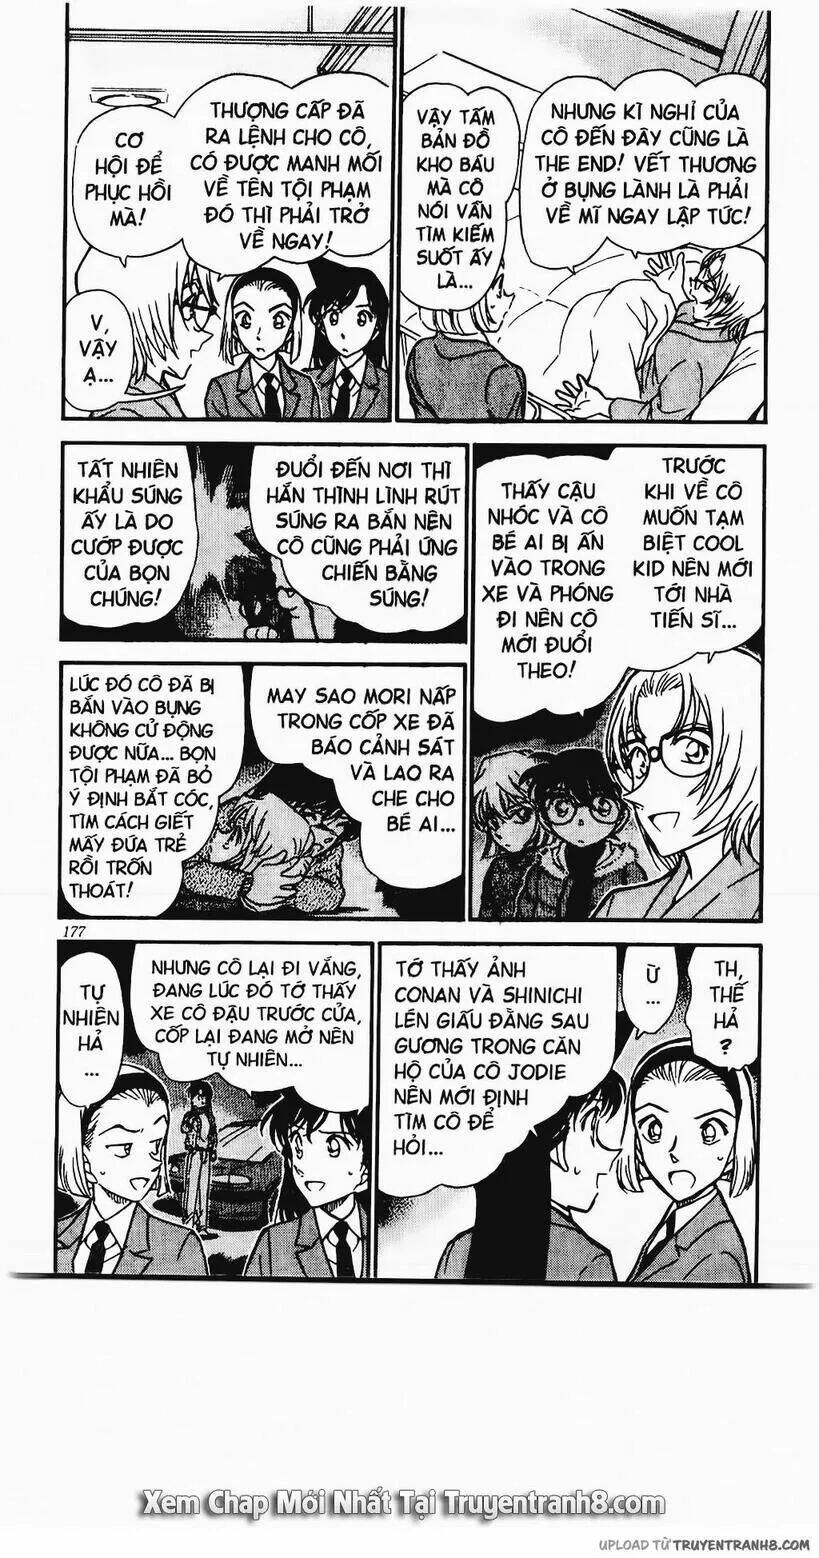 NHƯNG KÌ NGHỈ CỦA
CÔ ĐẾN ĐÂY CŨNG LÀ
THE END! VẾT THƯƠNG
Ở BỤNG LÀNH LÀ PHẢI
VỀ MĨ NGAY LẬP TỨC!
VẬY TẤM
BẢN ĐỒ
KHO BÁU
MÀ CÔ
NÓI VẪN
TÌM KIẾM
SUỐT ẤY
LÀ...
THƯỢNG CẤP ĐÃ
RA LỆNH CHO CÔ,
CÓ ĐƯỢC MANH MỐI
VỀ TÊN TỘI PHẠM
ĐÓ THÌ PHẢI TRỞ
VỀ NGAY!
CƠ
HỘI ĐỂ
PHỤC HỒI
MÀ!
V,
VẬY
Ạ...
TRƯỚC
KHI VỀ CÔ
MUỐN TẠM
BIỆT COOL
KID NÊN MỚI
TỚI NHÀ
TIẾN SĨ...
THẤY CẬU
NHÓC VÀ CÔ
BÉ AI BỊ ẤN
VÀO TRONG
XE VÀ PHÓNG
ĐI NÊN CÔ
MỚI ĐUỔI
THEO!
ĐUỔI ĐẾN NƠI THÌ
HẮN THÌNH LÌNH RÚT
SÚNG RA BẮN NÊN
CÔ CŨNG PHẢI ỨNG
CHIẾN BẰNG
SÚNG!
TẤT NHIÊN
KHẨU SÚNG
ẤY LÀ DO
CƯỚP ĐƯỢC
CỦA BỌN
CHÚNG!
MAY SAO MORI NẤP
TRONG CỐP XE ĐÃ
BÁO CẢNH SÁT
VÀ LAO RA
CHE CHO
BÉ AI...
LÚC ĐÓ CÔ ĐÃ BỊ
BẮN VÀO BỤNG
KHÔNG CỬ ĐỘNG
ĐƯỢC NỮA... BỌN
TỘI PHẠM ĐÃ BỎ
Ý ĐỊNH BẮT CÓC,
TÌM CÁCH GIẾT
MẤY ĐỨA TRẺ
RỒI TRỐN
THOÁT!
177
TH,
THẾ
HẢ
?
Ừ
...
TỚ THẤY ẢNH
CONAN VÀ SHINICHI
LÉN GIẤU ĐẰNG SAU
GƯƠNG TRONG CĂN
HỘ CỦA CÔ JODIE
NÊN MỚI ĐỊNH
TÌM CÔ ĐỂ
HỎI...
NHƯNG CÔ LẠI ĐI VẮNG,
ĐANG LÚC ĐÓ TỚ THẤY
XE CÔ ĐẬU TRƯỚC CỬA,
CỐP LẠI ĐANG MỞ NÊN
TỰ NHIÊN...
TỰ
NHIÊN
HẢ
...
Xem Chap Mới Nhất Tại Truyentranh8.com
UPLOAD TỪ TRUYENTRANH8.COM